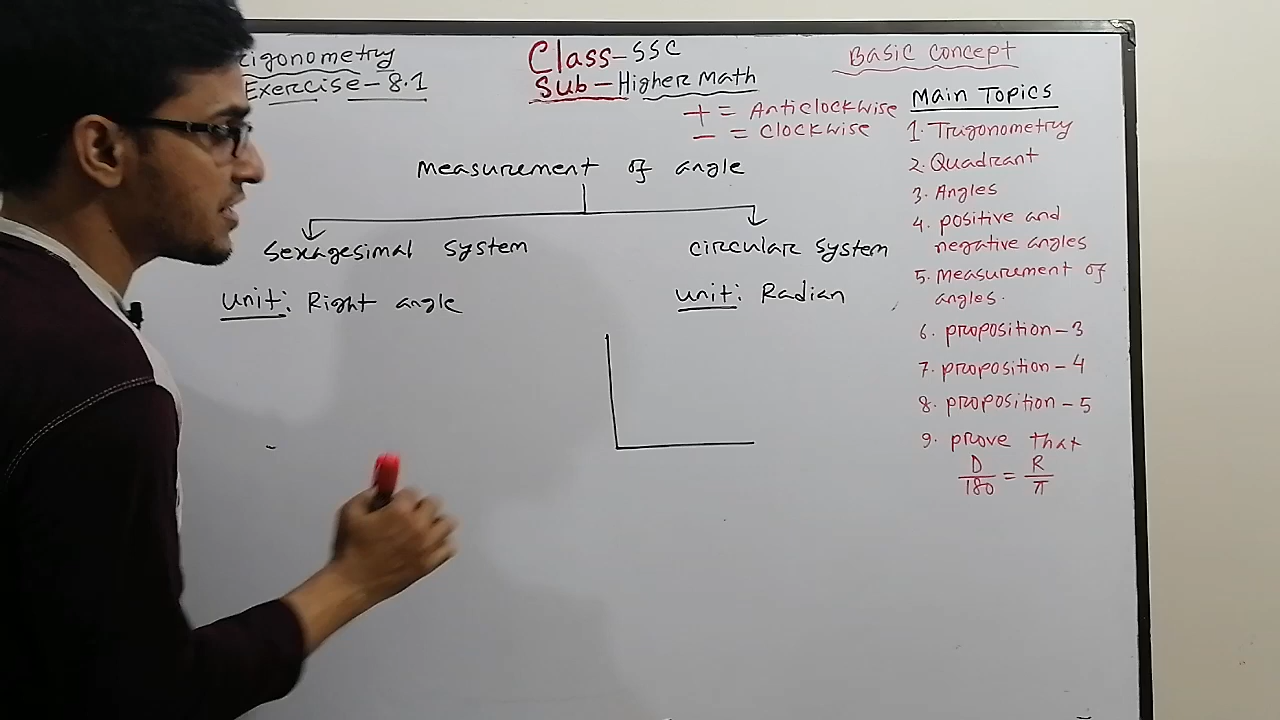 rigonometry
Exercise - 8.1
Class - SSC
Sub - Higher Math
Basic Concept
+ = Anticlockwise
- = Clockwise
Measurement of angle
Sexagesimal System
Circular System
Unit: Right angle
Unit: Radian
Main Topics
1. Trigonometry
2. Quadrant
3. Angles
4. positive and
negative angles
5. Measurement of
angles.
6. proposition - 3
7. proposition - 4
8. proposition - 5
9. prove that
D/180 = R/π